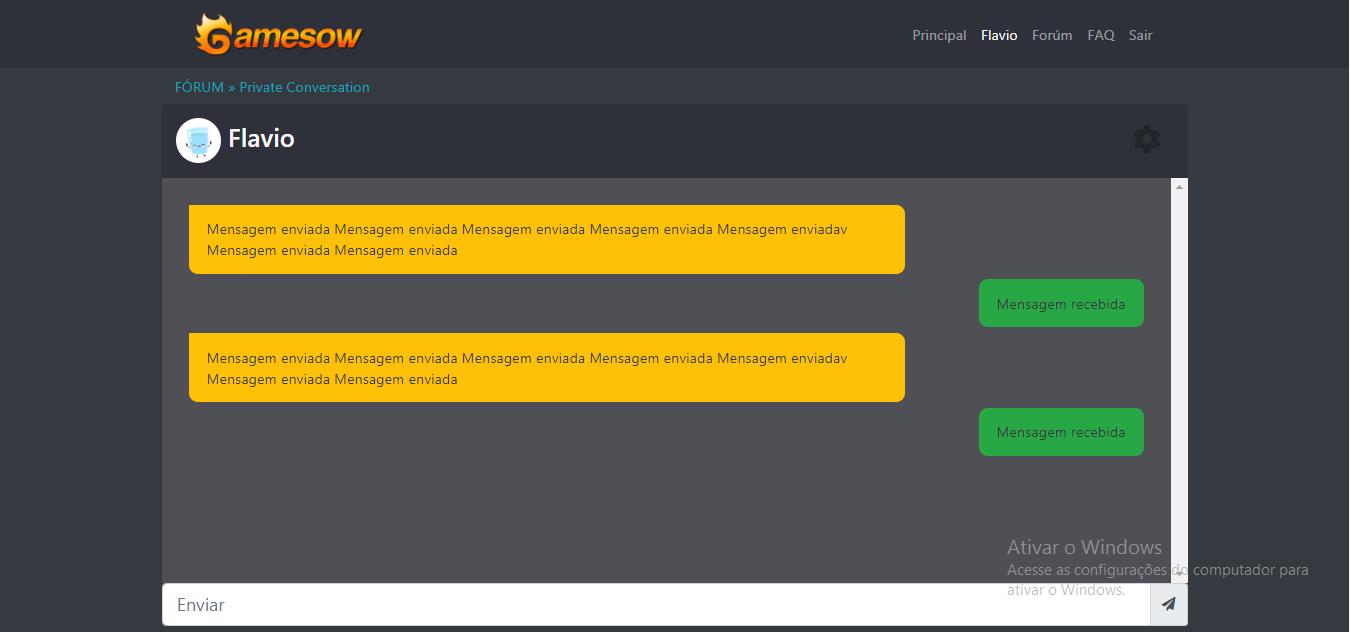 Gamesow
Principal Flavio Forúm FAQ Sair
FÓRUM » Private Conversation
Flavio
Mensagem enviada Mensagem enviada Mensagem enviada Mensagem enviada Mensagem enviadav
Mensagem enviada Mensagem enviada
Mensagem recebida
Mensagem enviada Mensagem enviada Mensagem enviada Mensagem enviada Mensagem enviadav
Mensagem enviada Mensagem enviada
Mensagem recebida
Ativar o Windows
Acesse as configurações do computador para
ativar o Windows.
Enviar